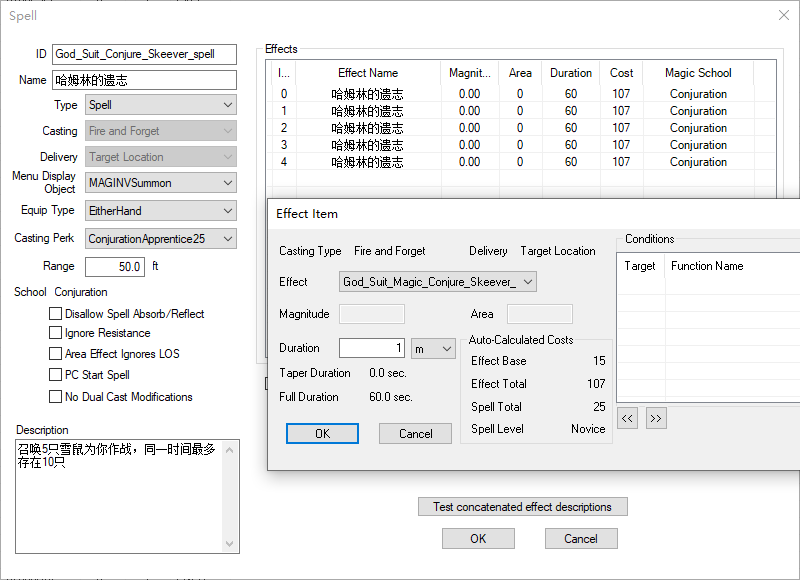 Spell
ID God_Suit_Conjure_Skeever_spell
Name 哈姆林的遗志
Type Spell
Casting Fire and Forget
Delivery Target Location
Menu Display Object MAGINVSummon
Equip Type EitherHand
Casting Perk ConjurationApprentice25
Range 50.0 ft
School Conjuration
Disallow Spell Absorb/Reflect
Ignore Resistance
Area Effect Ignores LOS
PC Start Spell
No Dual Cast Modifications
Description
召唤5只雪鼠为你作战，同一时间最多
存在10只
Effects
I... Effect Name Magnit... Area Duration Cost Magic School
0 哈姆林的遗志 0.00 0 60 107 Conjuration
1 哈姆林的遗志 0.00 0 60 107 Conjuration
2 哈姆林的遗志 0.00 0 60 107 Conjuration
3 哈姆林的遗志 0.00 0 60 107 Conjuration
4 哈姆林的遗志 0.00 0 60 107 Conjuration
Effect Item
Casting Type Fire and Forget Delivery Target Location
Effect God_Suit_Magic_Conjure_Skeever_
Magnitude Area
Duration 1 m
Taper Duration 0.0 sec.
Full Duration 60.0 sec.
Auto-Calculated Costs
Effect Base 15
Effect Total 107
Spell Total 25
Spell Level Novice
OK Cancel
Conditions
Target Function Name
<< >>
Test concatenated effect descriptions
OK Cancel